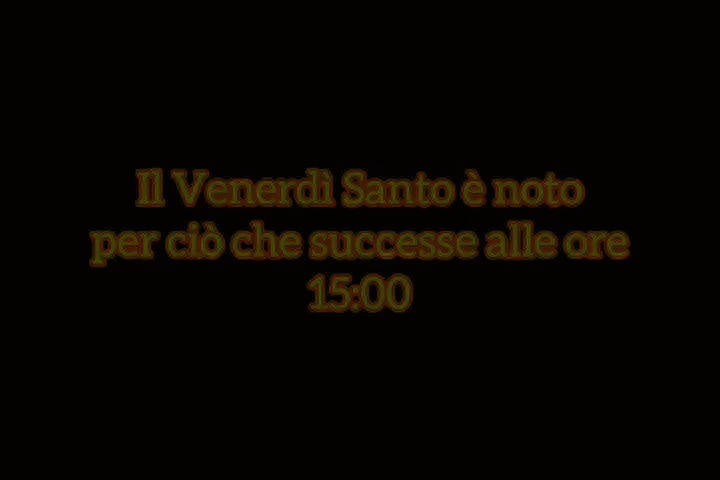 Il Venerdì Santo è noto
per ciò che successe alle ore
15:00